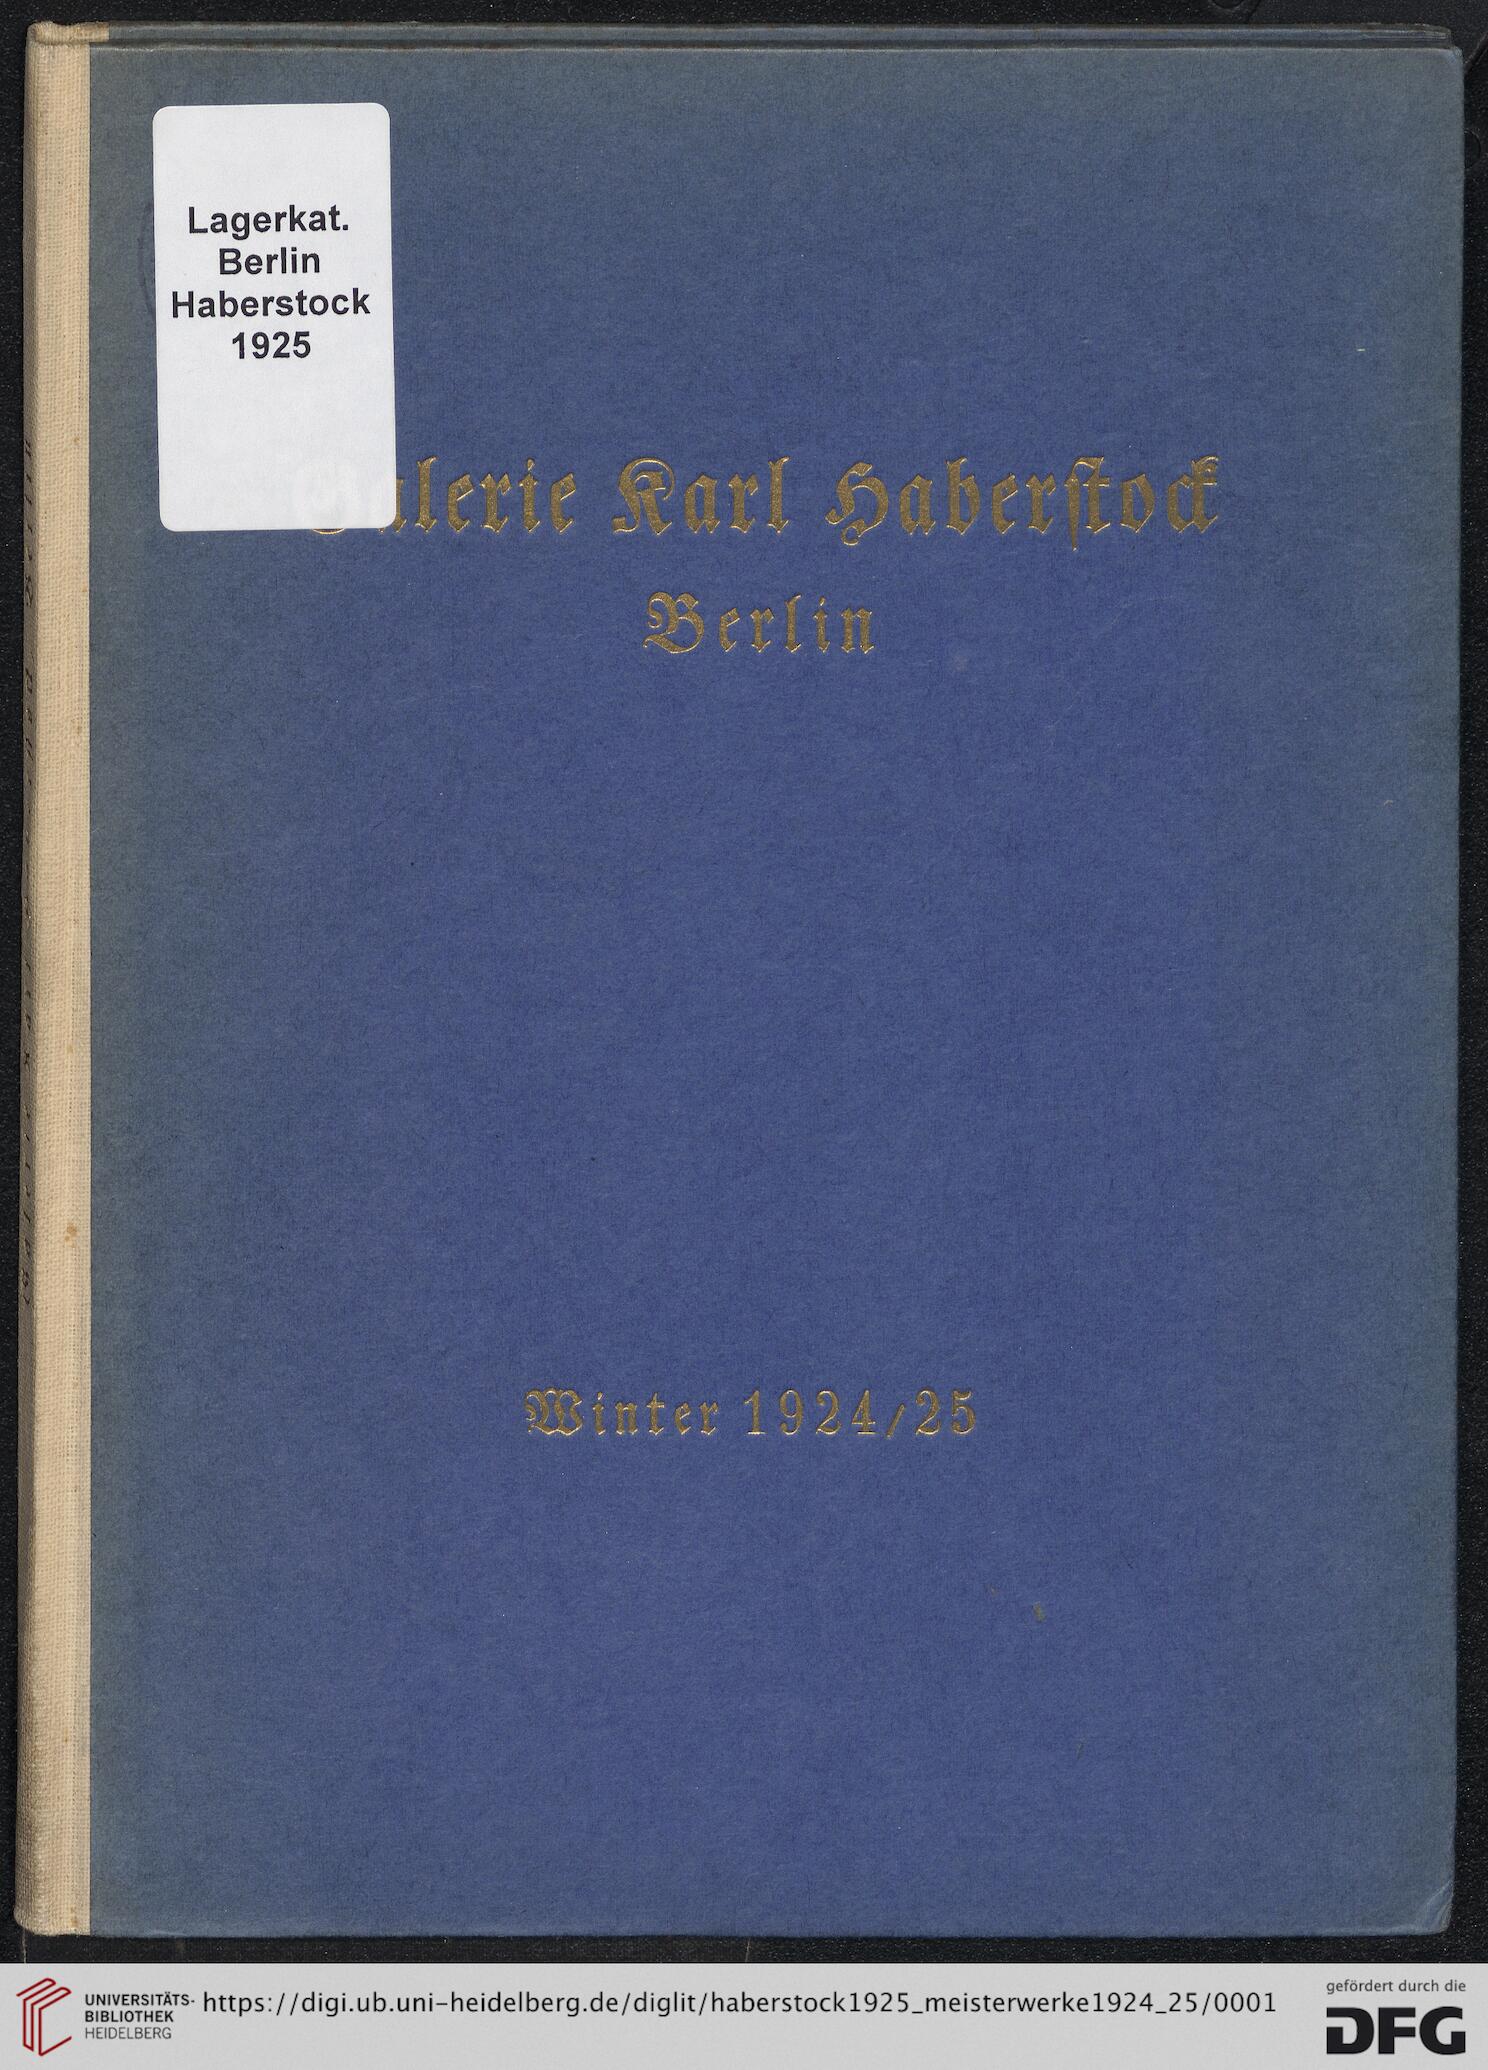 Lagerkat.
Berlin
Haberstock
1925
Galerie Karl Haberſtock
Berlin
Winter 1924/25
UNIVERSITÄTS-
BIBLIOTHEK
HEIDELBERG
https://digi.ub.uni-heidelberg.de/diglit/haberstock1925_meisterwerke1924_25/0001
gefördert durch die
DFG